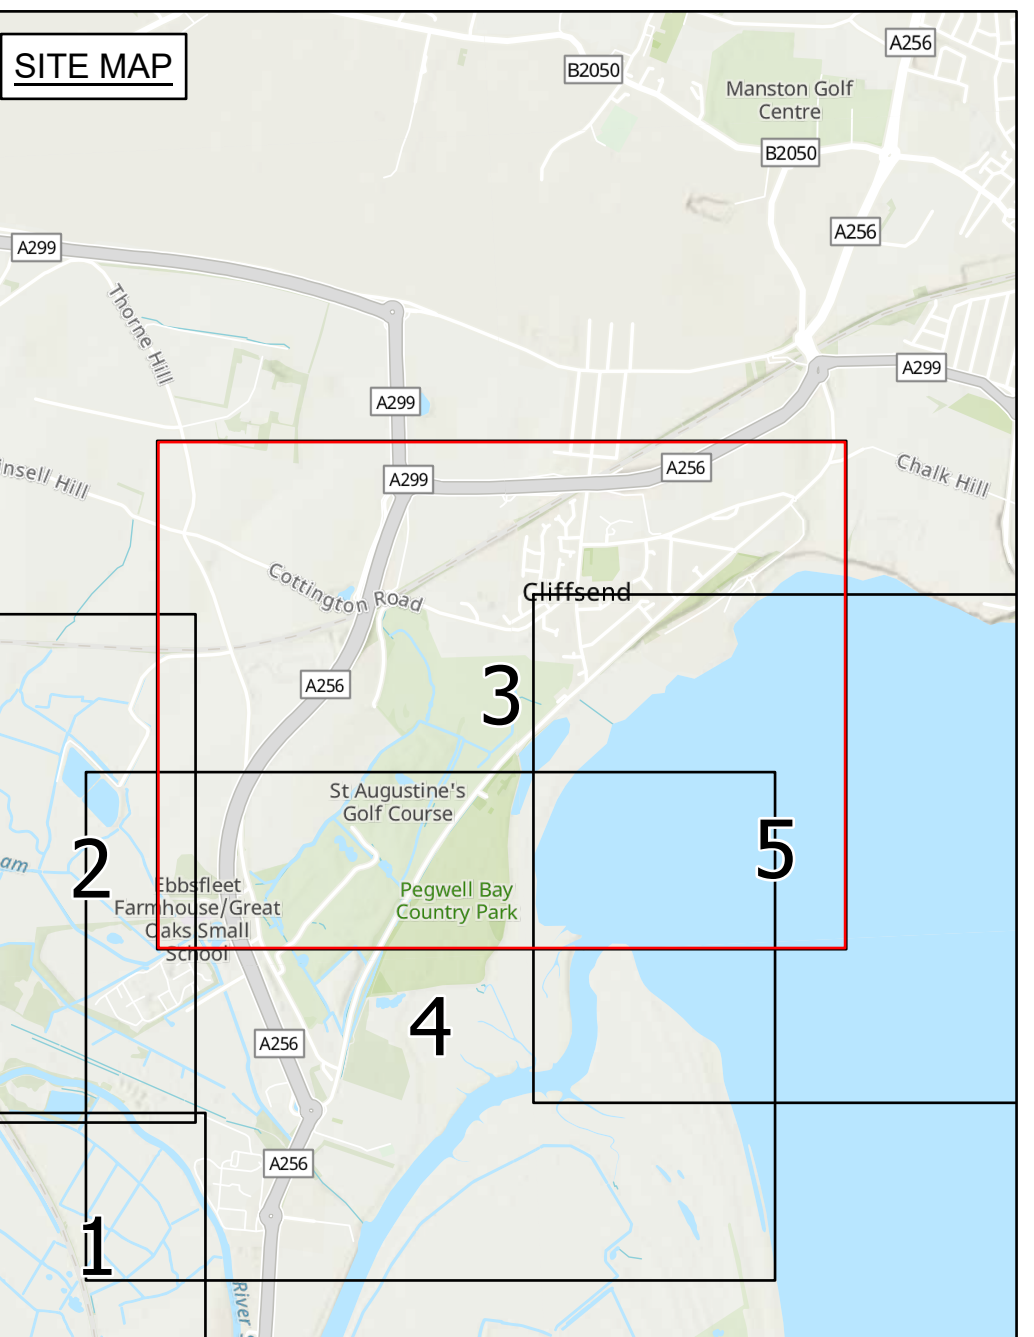 SITE MAP
A256
B2050
Manston Golf
Centre
B2050
A256
A299
Thorne Hill
A299
A299
A299
A256
Chalk Hill
insell Hill
Cottington Road
Cliffsend
A256
3
St Augustine's
Golf Course
5
2
am
Ebbsfleet
Farmhouse/Great
Oaks Small
School
Pegwell Bay
Country Park
4
A256
A256
1
River